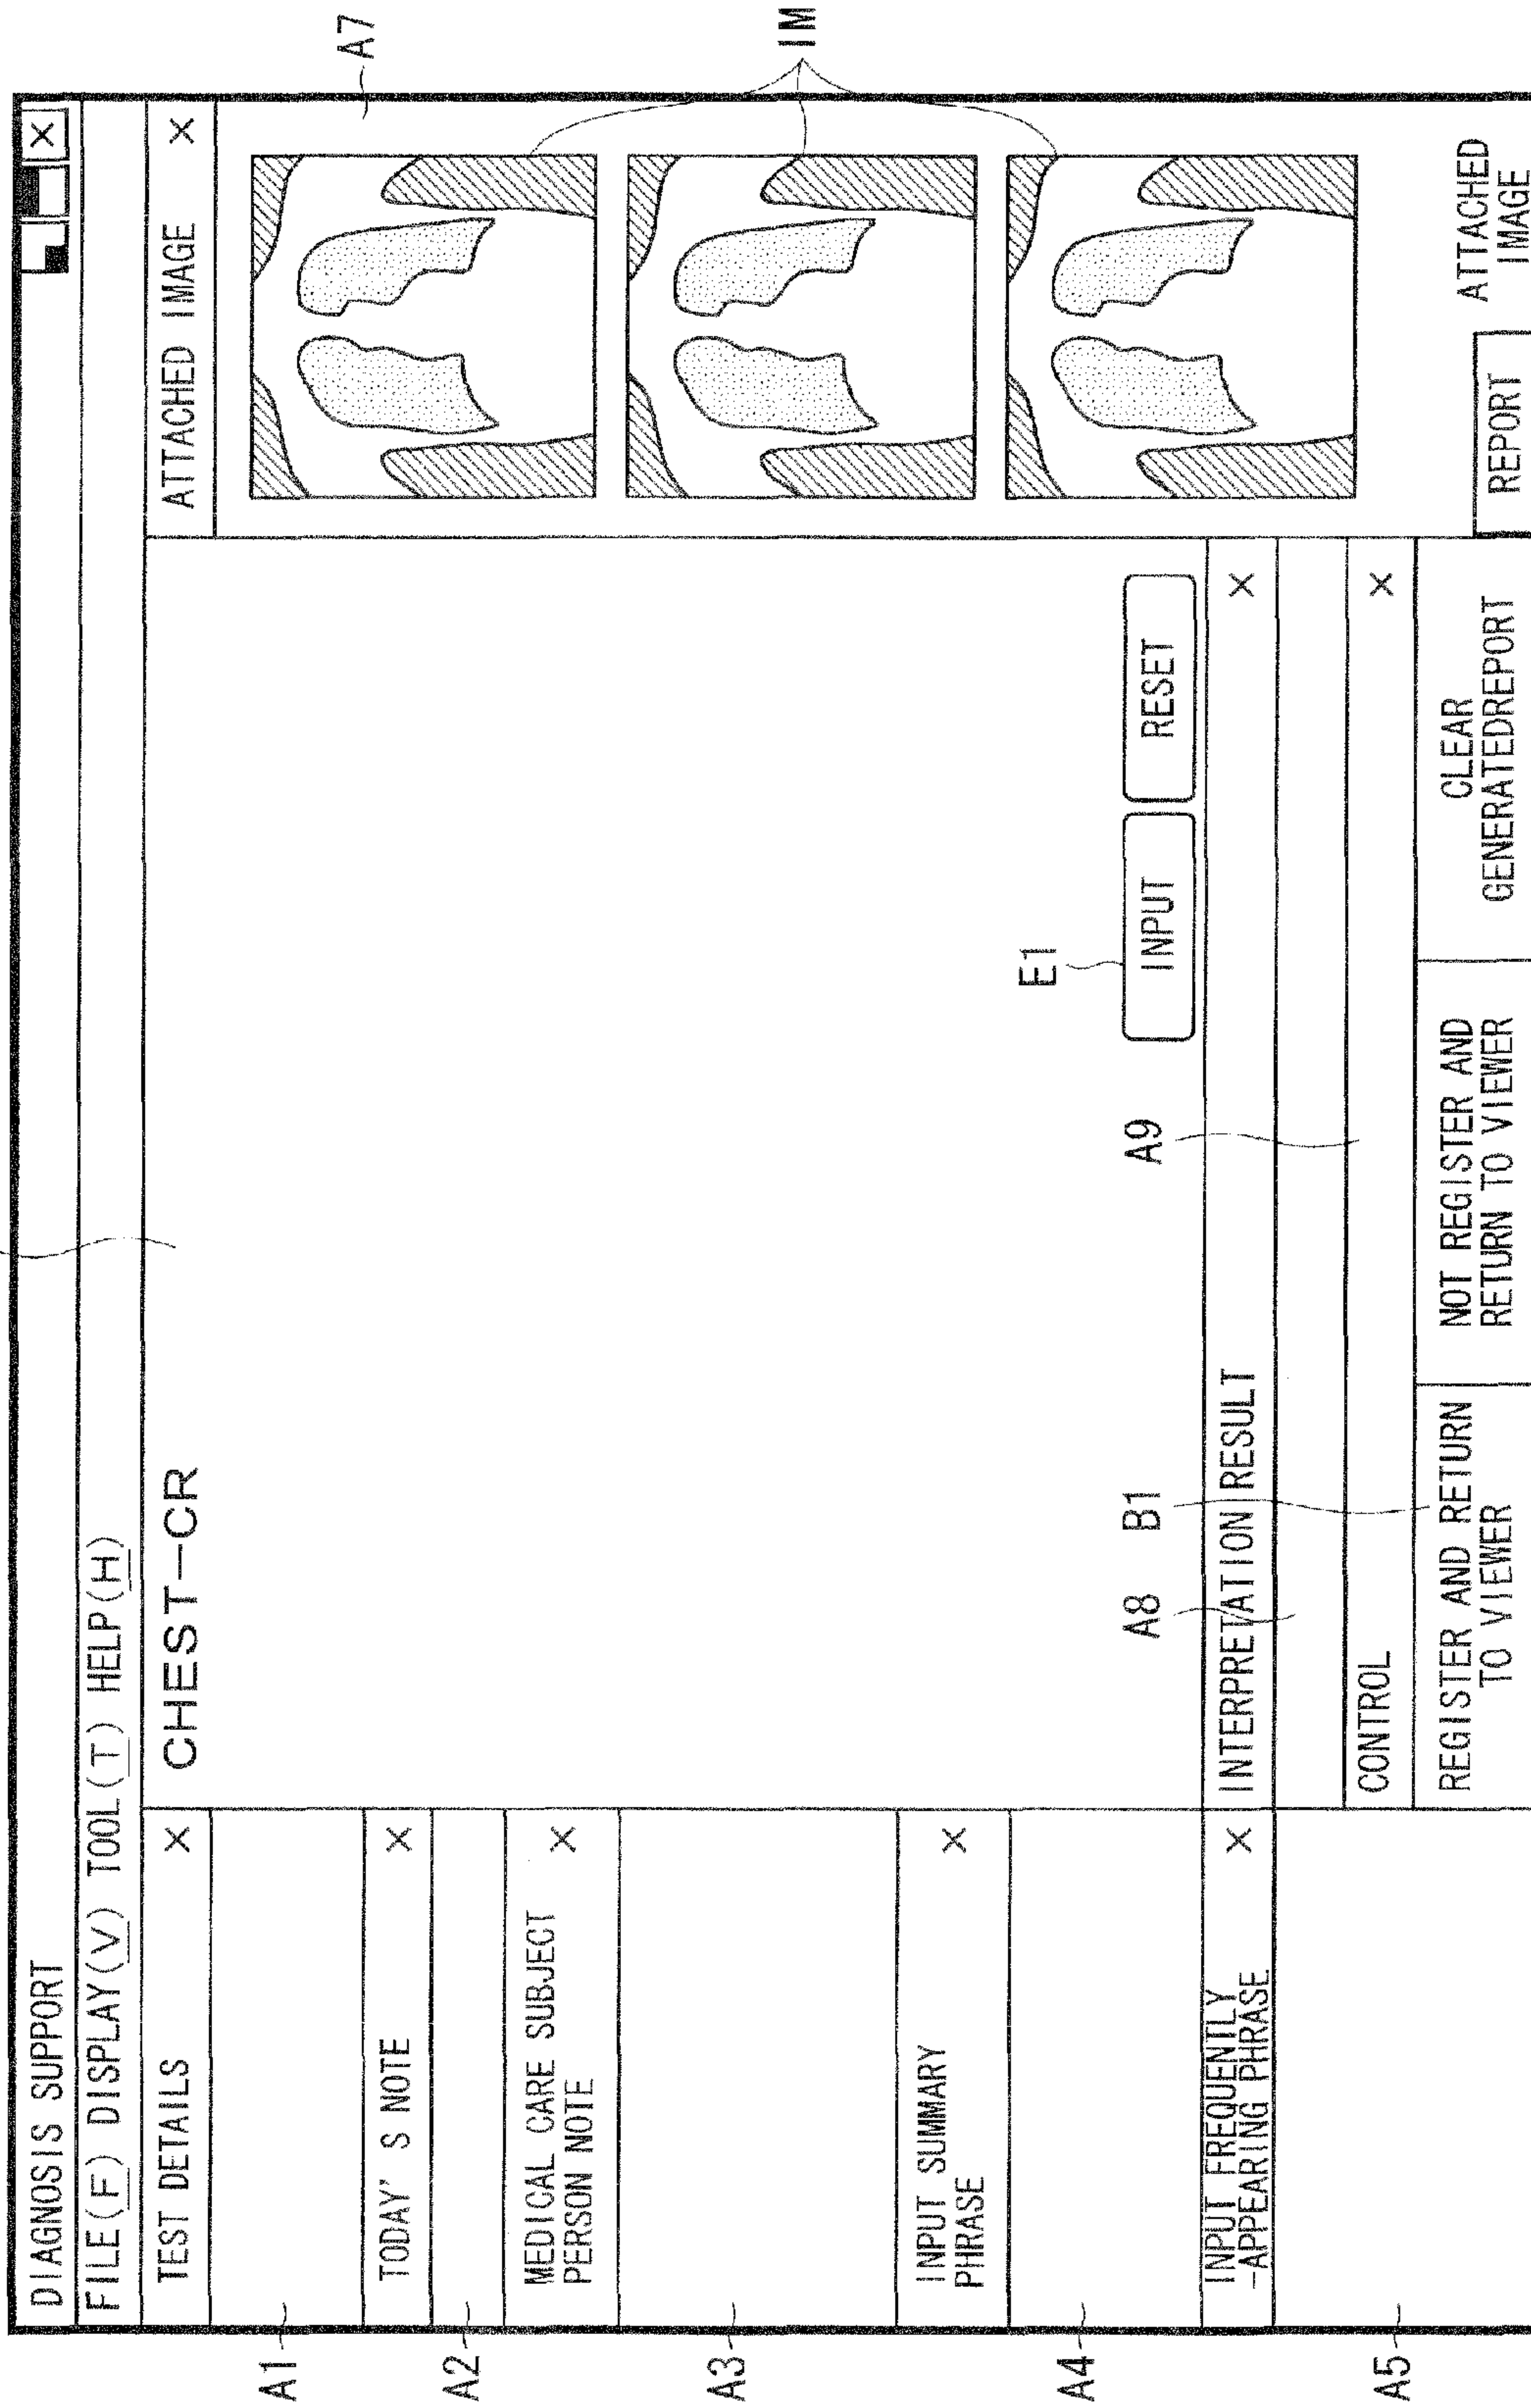 DIAGNOSIS SUPPORT
FILE(F) DISPLAY(V) TOOL(T) HELP(H)
TEST DETAILS X
A1
TODAY' S NOTE X
A2
MEDICAL CARE SUBJECT X
PERSON NOTE
A3
INPUT SUMMARY X
PHRASE
A4
INPUT FREQUENTLY X
-APPEARING PHRASE
A5
CHEST-CR
E1
INPUT RESET
A8 B1 A9
INTERPRETATION RESULT X
CONTROL X
REGISTER AND RETURN
TO VIEWER
NOT REGISTER AND
RETURN TO VIEWER
CLEAR
GENERATEDREPORT
ATTACHED IMAGE X
A7
IM
REPORT
ATTACHED
IMAGE